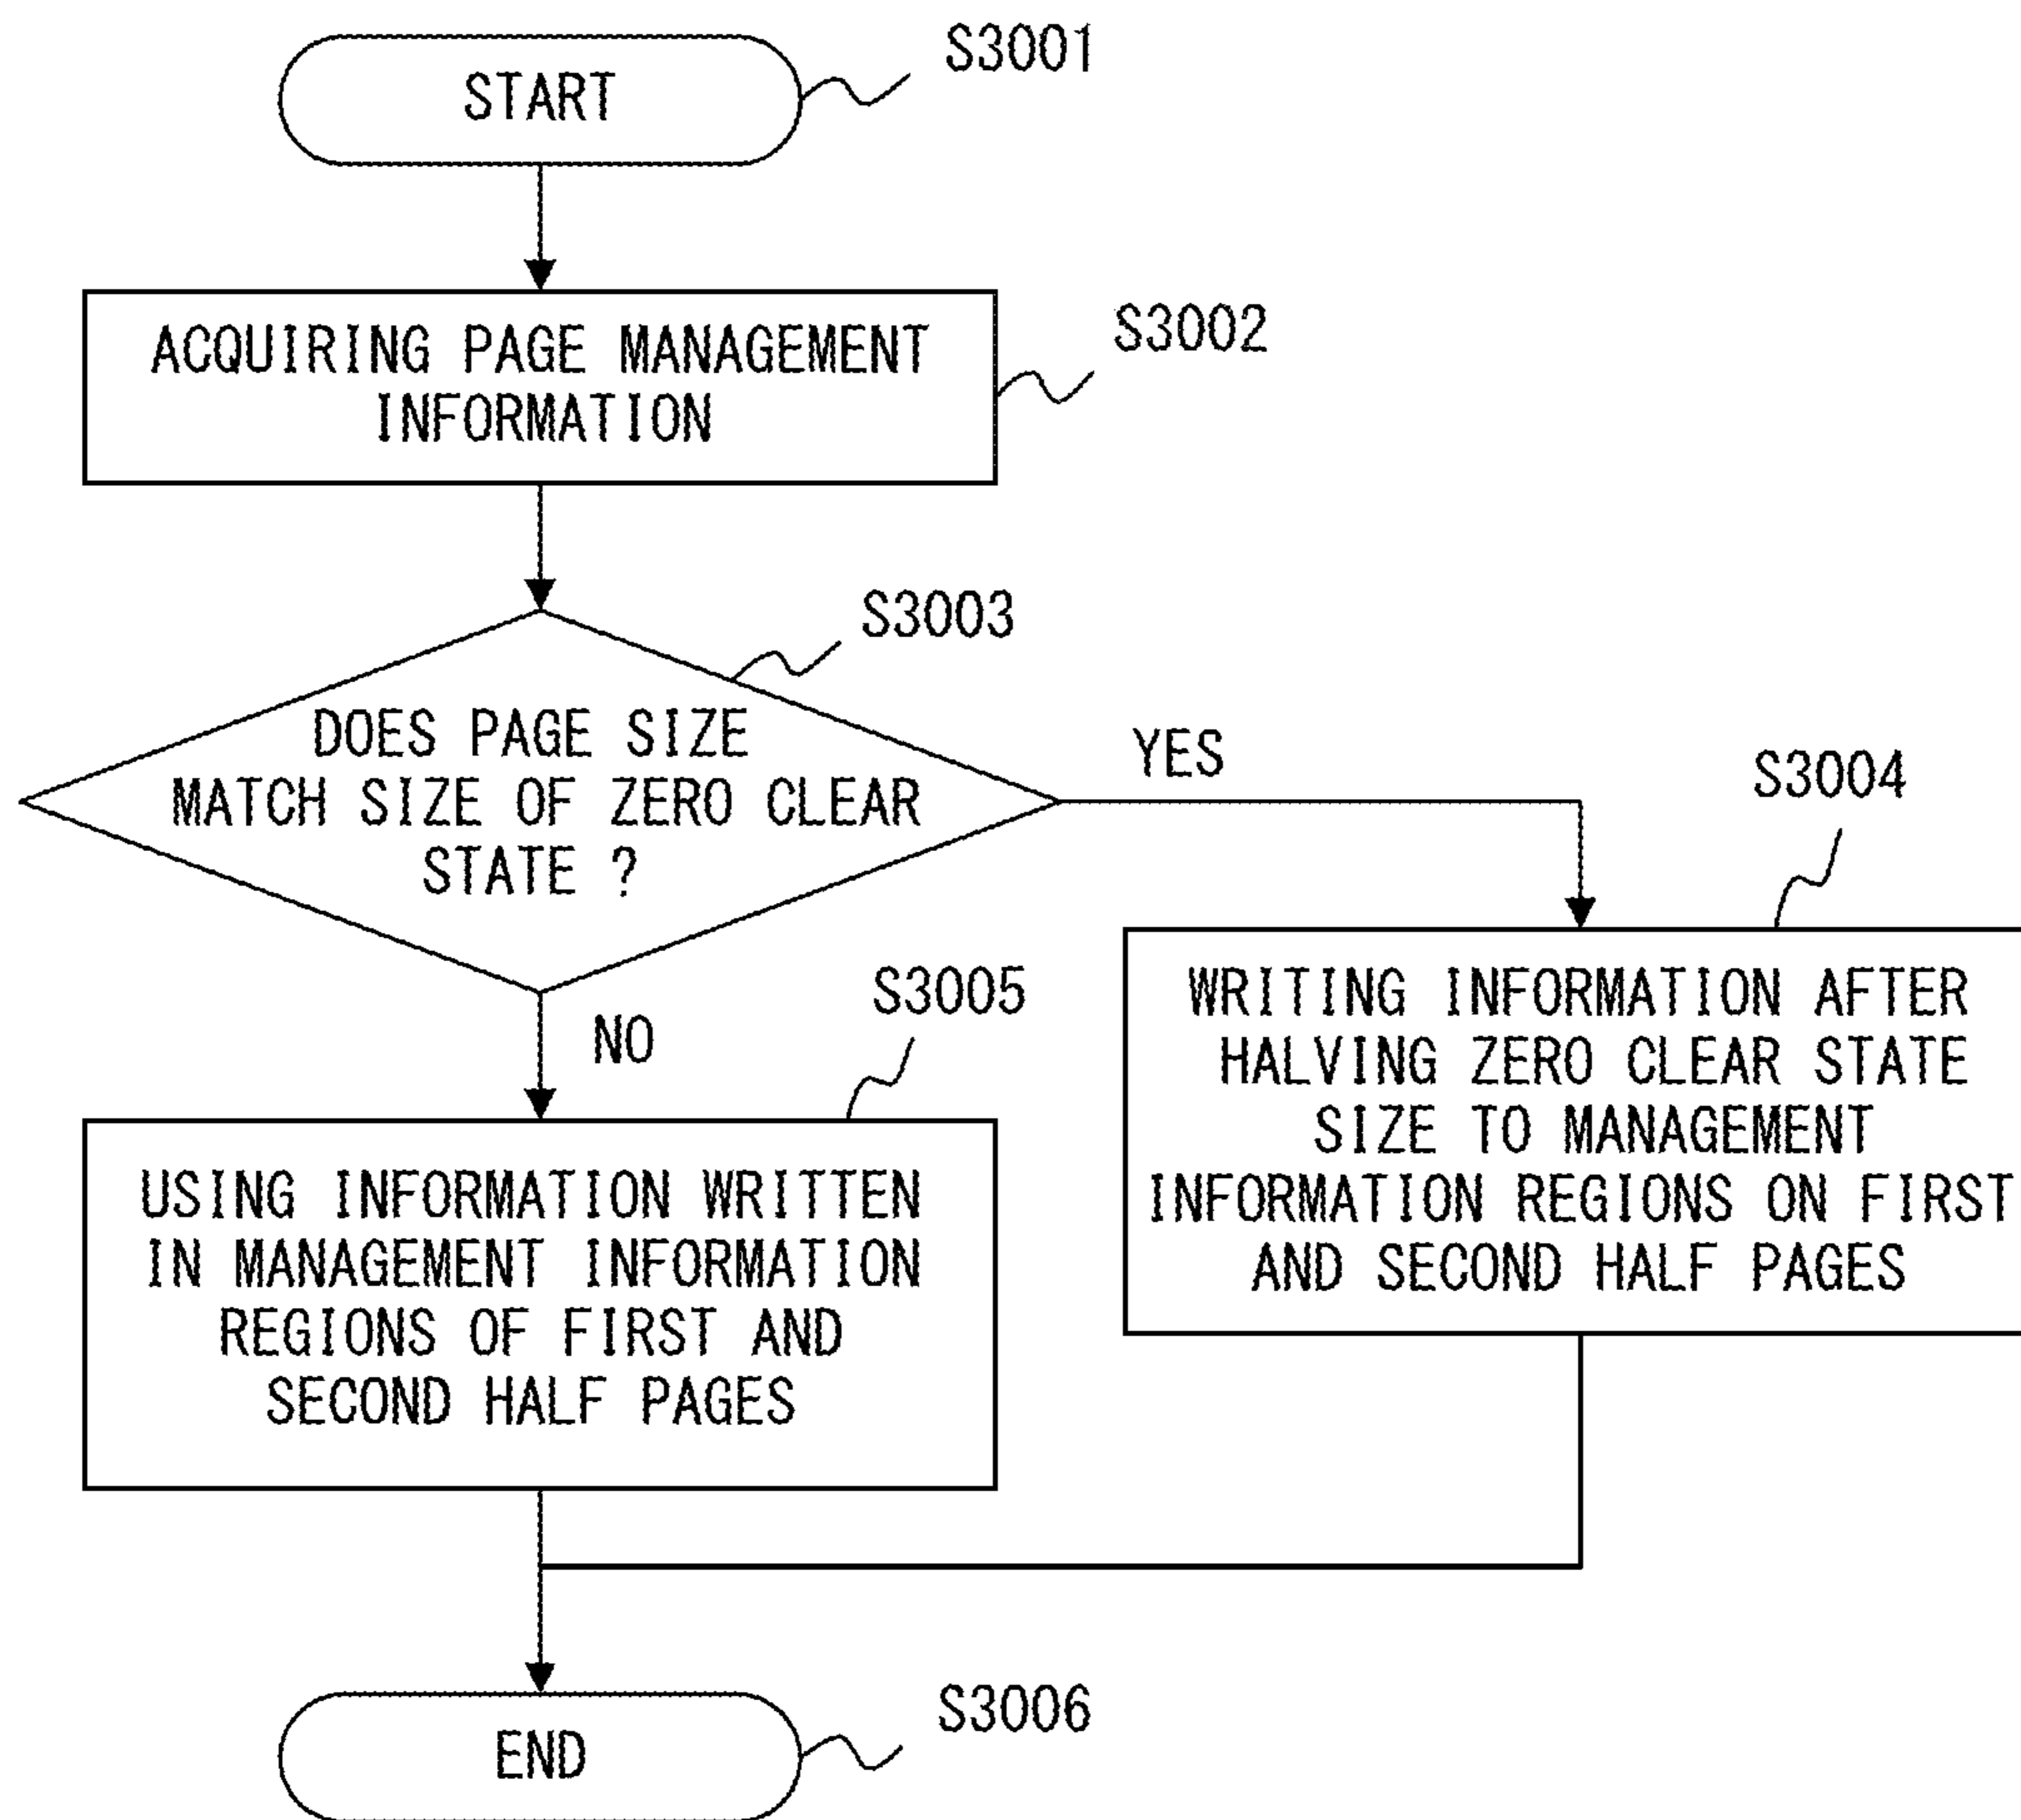 START
S3001
ACQUIRING PAGE MANAGEMENT
INFORMATION
S3002
S3003
DOES PAGE SIZE
MATCH SIZE OF ZERO CLEAR
STATE ?
YES
S3004
NO
S3005
WRITING INFORMATION AFTER
HALVING ZERO CLEAR STATE
SIZE TO MANAGEMENT
INFORMATION REGIONS ON FIRST
AND SECOND HALF PAGES
USING INFORMATION WRITTEN
IN MANAGEMENT INFORMATION
REGIONS OF FIRST AND
SECOND HALF PAGES
END
S3006